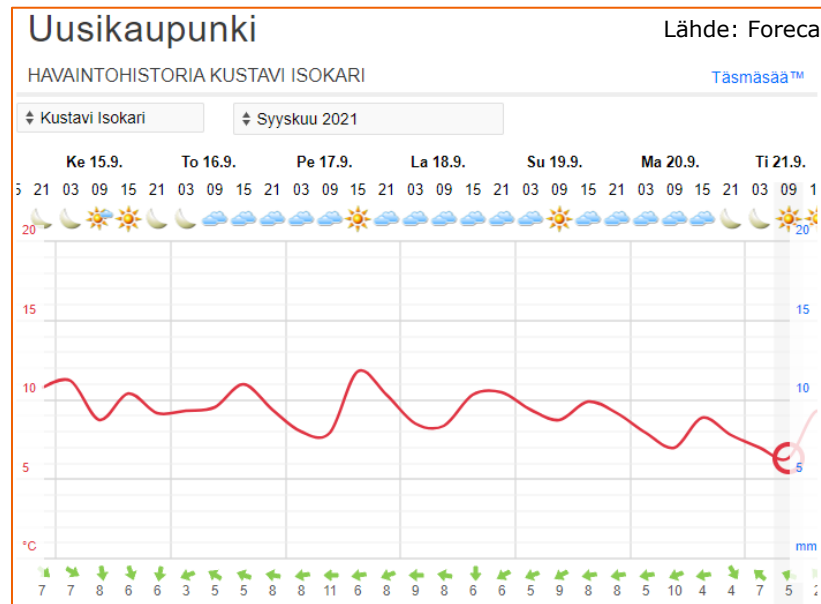 Uusikaupunki
Lähde: Foreca
HAVAINTOHISTORIA KUSTAVI ISOKARI
Täsmäsää™
Kustavi Isokari
Syyskuu 2021
Ke 15.9. To 16.9. Pe 17.9. La 18.9. Su 19.9. Ma 20.9. Ti 21.9.
21 03 09 15 21 03 09 15 21 03 09 15 21 03 09 15 21 03 09 15 21 03 09 15 21 03 09
20 20
15 15
10 10
5 5
°C mm
7 7 8 6 6 3 5 5 8 8 11 6 8 9 8 6 6 5 9 8 8 5 10 4 4 7 5